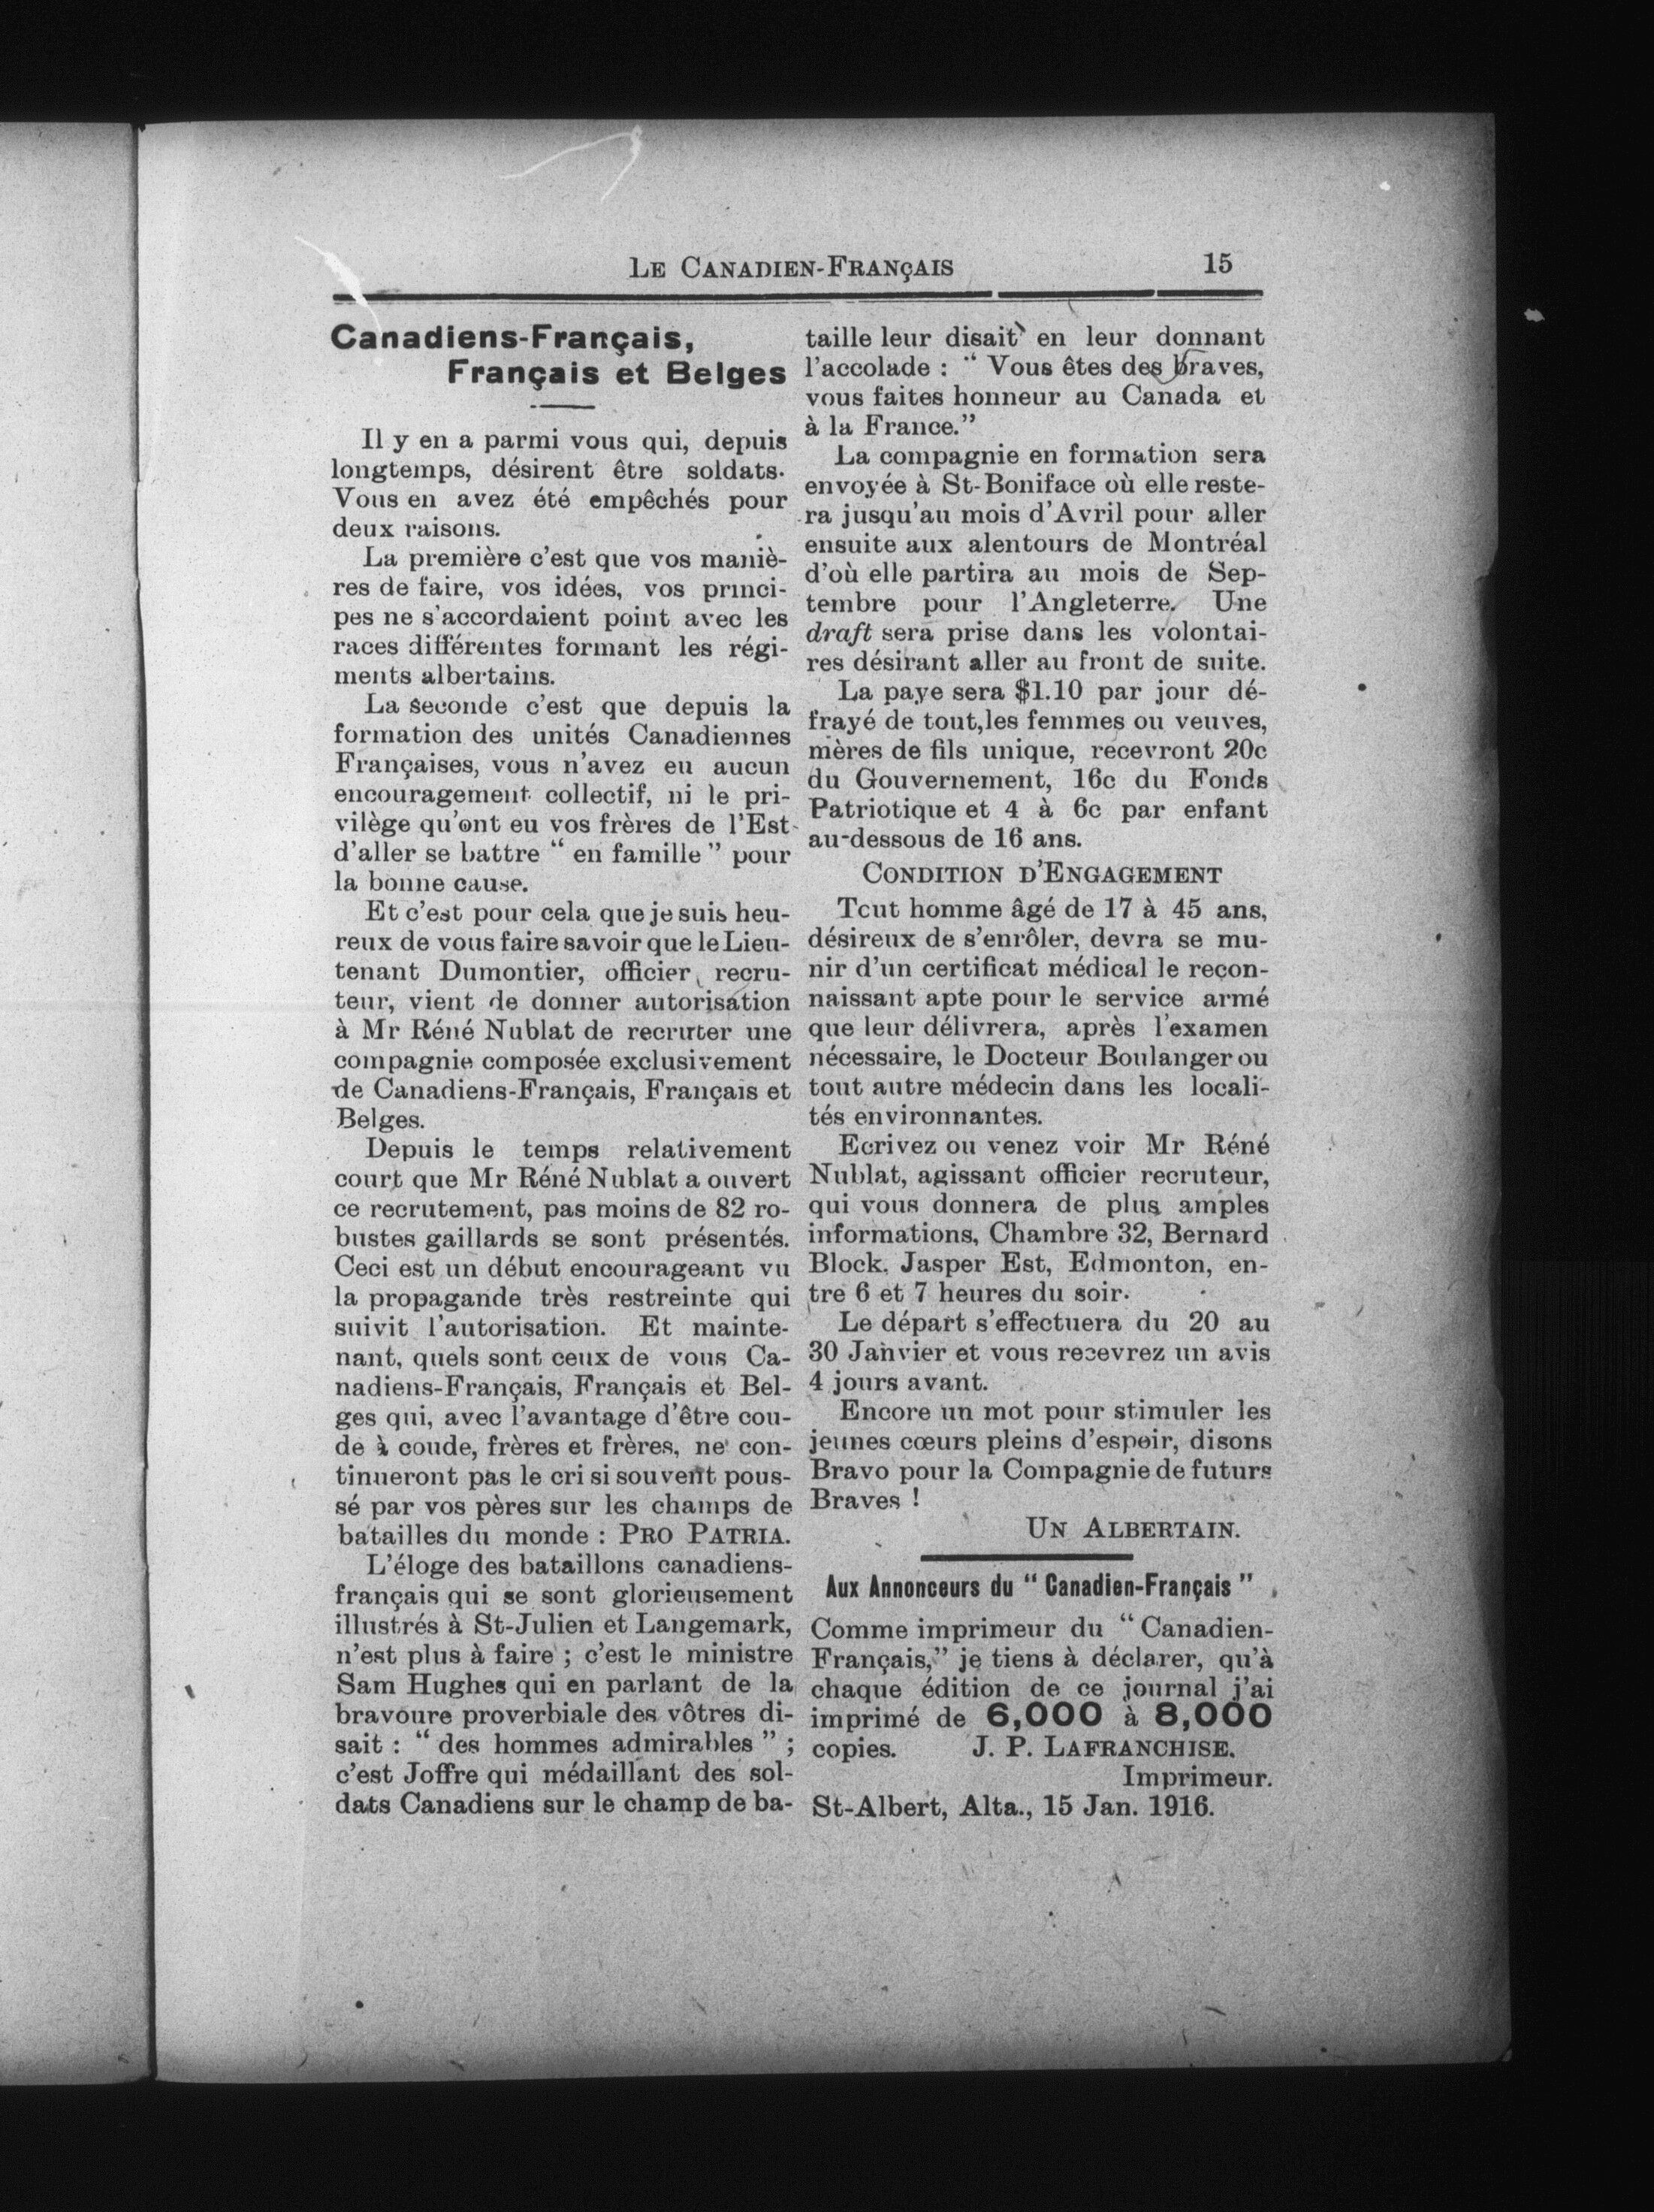 LE CANADIEN-FRANÇAIS 15
Canadiens-Français,
Français et Belges
Il y en a parmi vous qui, depuis
longtemps, désirent être soldats.
Vous en avez été empêchés pour
deux raisons.
La première c'est que vos maniè-
res de faire, vos idées, vos princi-
pes ne s'accordaient point avec les
races différentes formant les régi-
ments albertains.
La seconde c'est que depuis la
formation des unités Canadiennes
Françaises, vous n'avez eu aucun
encouragement collectif, ni le pri-
vilège qu'ont eu vos frères de l'Est
d'aller se battre " en famille " pour
la bonne cause.
Et c'est pour cela que je suis heu-
reux de vous faire savoir que le Lieu-
tenant Dumontier, officier recru-
teur, vient de donner autorisation
à Mr Réné Nublat de recruter une
compagnie composée exclusivement
de Canadiens-Français, Français et
Belges.
Depuis le temps relativement
court que Mr Réné Nublat a ouvert
ce recrutement, pas moins de 82 ro-
bustes gaillards se sont présentés.
Ceci est un début encourageant vu
la propagande très restreinte qui
suivit l'autorisation. Et mainte-
nant, quels sont ceux de vous Ca-
nadiens-Français, Français et Bel-
ges qui, avec l'avantage d'être cou-
de à coude, frères et frères, ne con-
tinueront pas le cri si souvent pous-
sé par vos pères sur les champs de
batailles du monde : PRO PATRIA.
L'éloge des bataillons canadiens-
français qui se sont glorieusement
illustrés à St-Julien et Langemark,
n'est plus à faire ; c'est le ministre
Sam Hughes qui en parlant de la
bravoure proverbiale des vôtres di-
sait : " des hommes admirables " ;
c'est Joffre qui médaillant des sol-
dats Canadiens sur le champ de ba-
taille leur disait en leur donnant
l'accolade : " Vous êtes des braves,
vous faites honneur au Canada et
à la France."
La compagnie en formation sera
envoyée à St-Boniface où elle reste-
ra jusqu'au mois d'Avril pour aller
ensuite aux alentours de Montréal
d'où elle partira au mois de Sep-
tembre pour l'Angleterre. Une
draft sera prise dans les volontai-
res désirant aller au front de suite.
La paye sera $1.10 par jour dé-
frayé de tout,les femmes ou veuves,
mères de fils unique, recevront 20c
du Gouvernement, 16c du Fonds
Patriotique et 4 à 6c par enfant
au-dessous de 16 ans.
CONDITION D'ENGAGEMENT
Tout homme âgé de 17 à 45 ans,
désireux de s'enrôler, devra se mu-
nir d'un certificat médical le recon-
naissant apte pour le service armé
que leur délivrera, après l'examen
nécessaire, le Docteur Boulanger ou
tout autre médecin dans les locali-
tés environnantes.
Ecrivez ou venez voir Mr Réné
Nublat, agissant officier recruteur,
qui vous donnera de plus amples
informations, Chambre 32, Bernard
Block. Jasper Est, Edmonton, en-
tre 6 et 7 heures du soir.
Le départ s'effectuera du 20 au
30 Janvier et vous recevrez un avis
4 jours avant.
Encore un mot pour stimuler les
jeunes cœurs pleins d'espoir, disons
Bravo pour la Compagnie de futurs
Braves !
UN ALBERTAIN.
Aux Annonceurs du " Canadien-Français "
Comme imprimeur du " Canadien-
Français," je tiens à déclarer, qu'à
chaque édition de ce journal j'ai
imprimé de 6,000 à 8,000
copies. J. P. LAFRANCHISE.
Imprimeur.
St-Albert, Alta., 15 Jan. 1916.